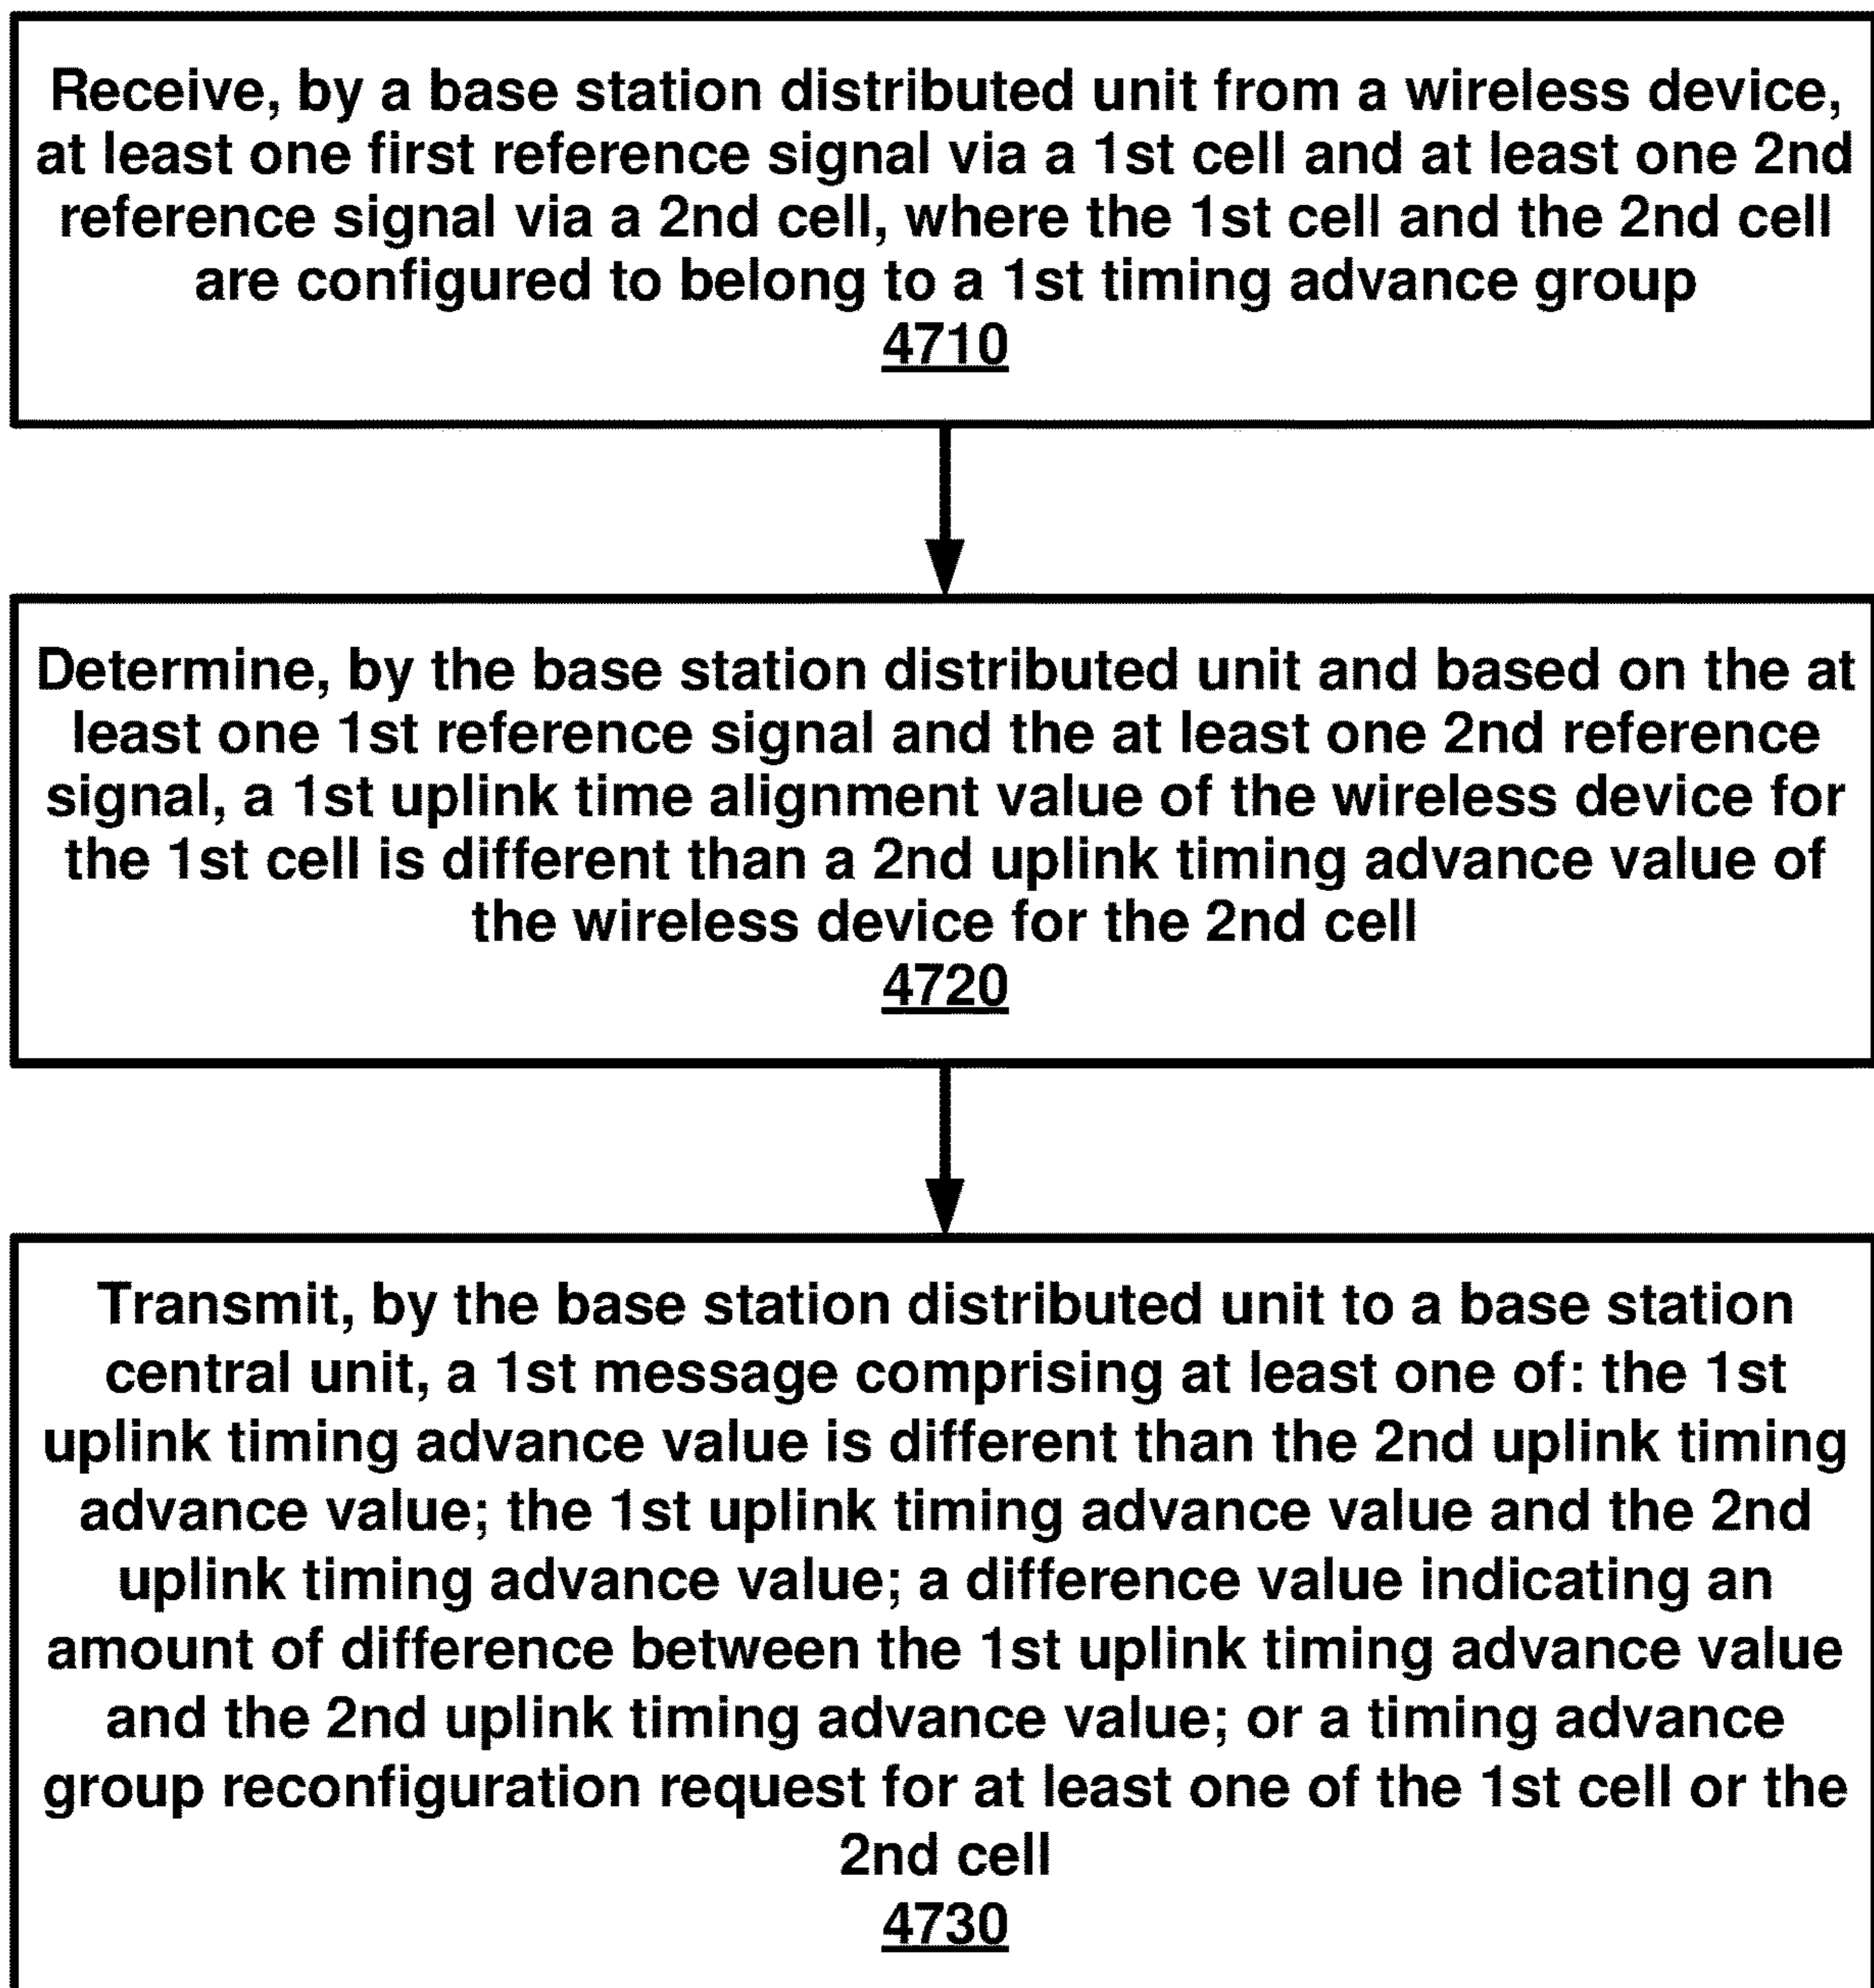 Receive, by a base station distributed unit from a wireless device,
at least one first reference signal via a 1st cell and at least one 2nd
reference signal via a 2nd cell, where the 1st cell and the 2nd cell
are configured to belong to a 1st timing advance group
4710
Determine, by the base station distributed unit and based on the at
least one 1st reference signal and the at least one 2nd reference
signal, a 1st uplink time alignment value of the wireless device for
the 1st cell is different than a 2nd uplink timing advance value of
the wireless device for the 2nd cell
4720
Transmit, by the base station distributed unit to a base station
central unit, a 1st message comprising at least one of: the 1st
uplink timing advance value is different than the 2nd uplink timing
advance value; the 1st uplink timing advance value and the 2nd
uplink timing advance value; a difference value indicating an
amount of difference between the 1st uplink timing advance value
and the 2nd uplink timing advance value; or a timing advance
group reconfiguration request for at least one of the 1st cell or the
2nd cell
4730